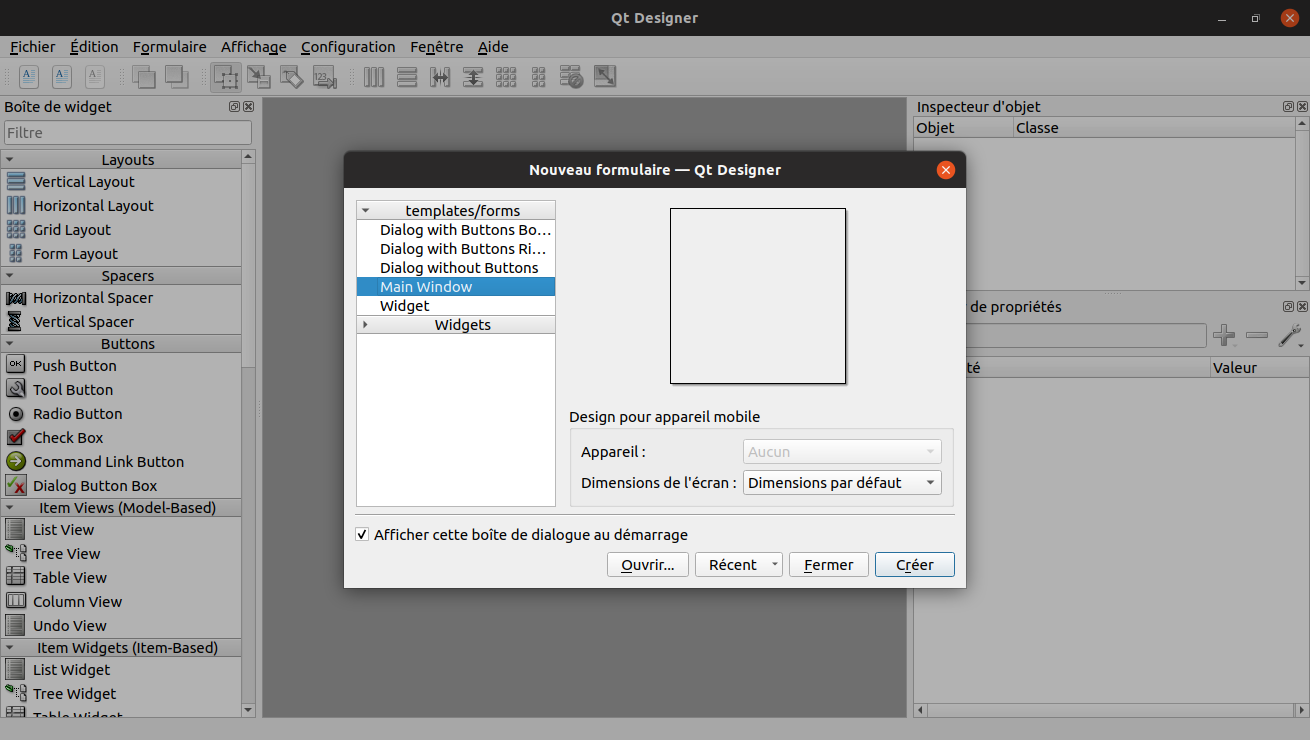 Qt Designer
Fichier Édition Formulaire Affichage Configuration Fenêtre Aide
Boîte de widget
Filtre
Layouts
Vertical Layout
Horizontal Layout
Grid Layout
Form Layout
Spacers
Horizontal Spacer
Vertical Spacer
Buttons
OK Push Button
Tool Button
Radio Button
Check Box
Command Link Button
Dialog Button Box
Item Views (Model-Based)
List View
Tree View
Table View
Column View
Undo View
Item Widgets (Item-Based)
List Widget
Tree Widget
Table Widget
Nouveau formulaire — Qt Designer
templates/forms
Dialog with Buttons Bo...
Dialog with Buttons Ri...
Dialog without Buttons
Main Window
Widget
Widgets
Design pour appareil mobile
Appareil : Aucun
Dimensions de l'écran : Dimensions par défaut
Afficher cette boîte de dialogue au démarrage
Ouvrir... Récent Fermer Créer
Inspecteur d'objet
Objet Classe
de propriétés
té Valeur